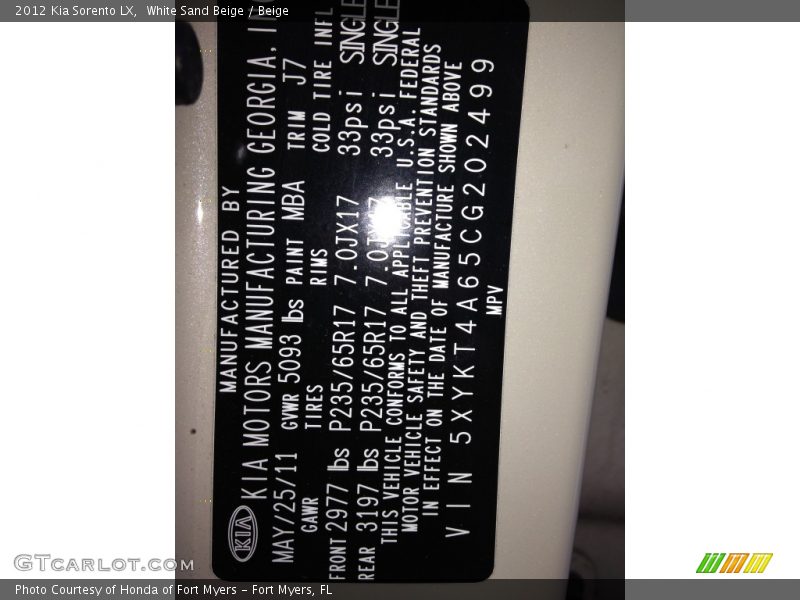 2012 Kia Sorento LX,  White Sand Beige / Beige
MANUFACTURED BY
KIA MOTORS MANUFACTURING GEORGIA,
MAY/25/11 GVWR 5093 lbs PAINT MBA TRIM J7
GAWR TIRES RIMS COLD TIRE INFL
FRONT 2977 lbs P235/65R17 7.0JX17 33psi SINGLE
REAR 3197 lbs P235/65R17 33psi SINGLE
THIS VEHICLE CONFORMS TO ALL APPLICABLE U.S.A. FEDERAL
MOTOR VEHICLE SAFETY AND THEFT PREVENTION STANDARDS
IN EFFECT ON THE DATE OF MANUFACTURE SHOWN ABOVE
VIN 5XYKT4A65CG202499
MPV
KIA
GTcarlot.com
Photo Courtesy of Honda of Fort Myers - Fort Myers, FL